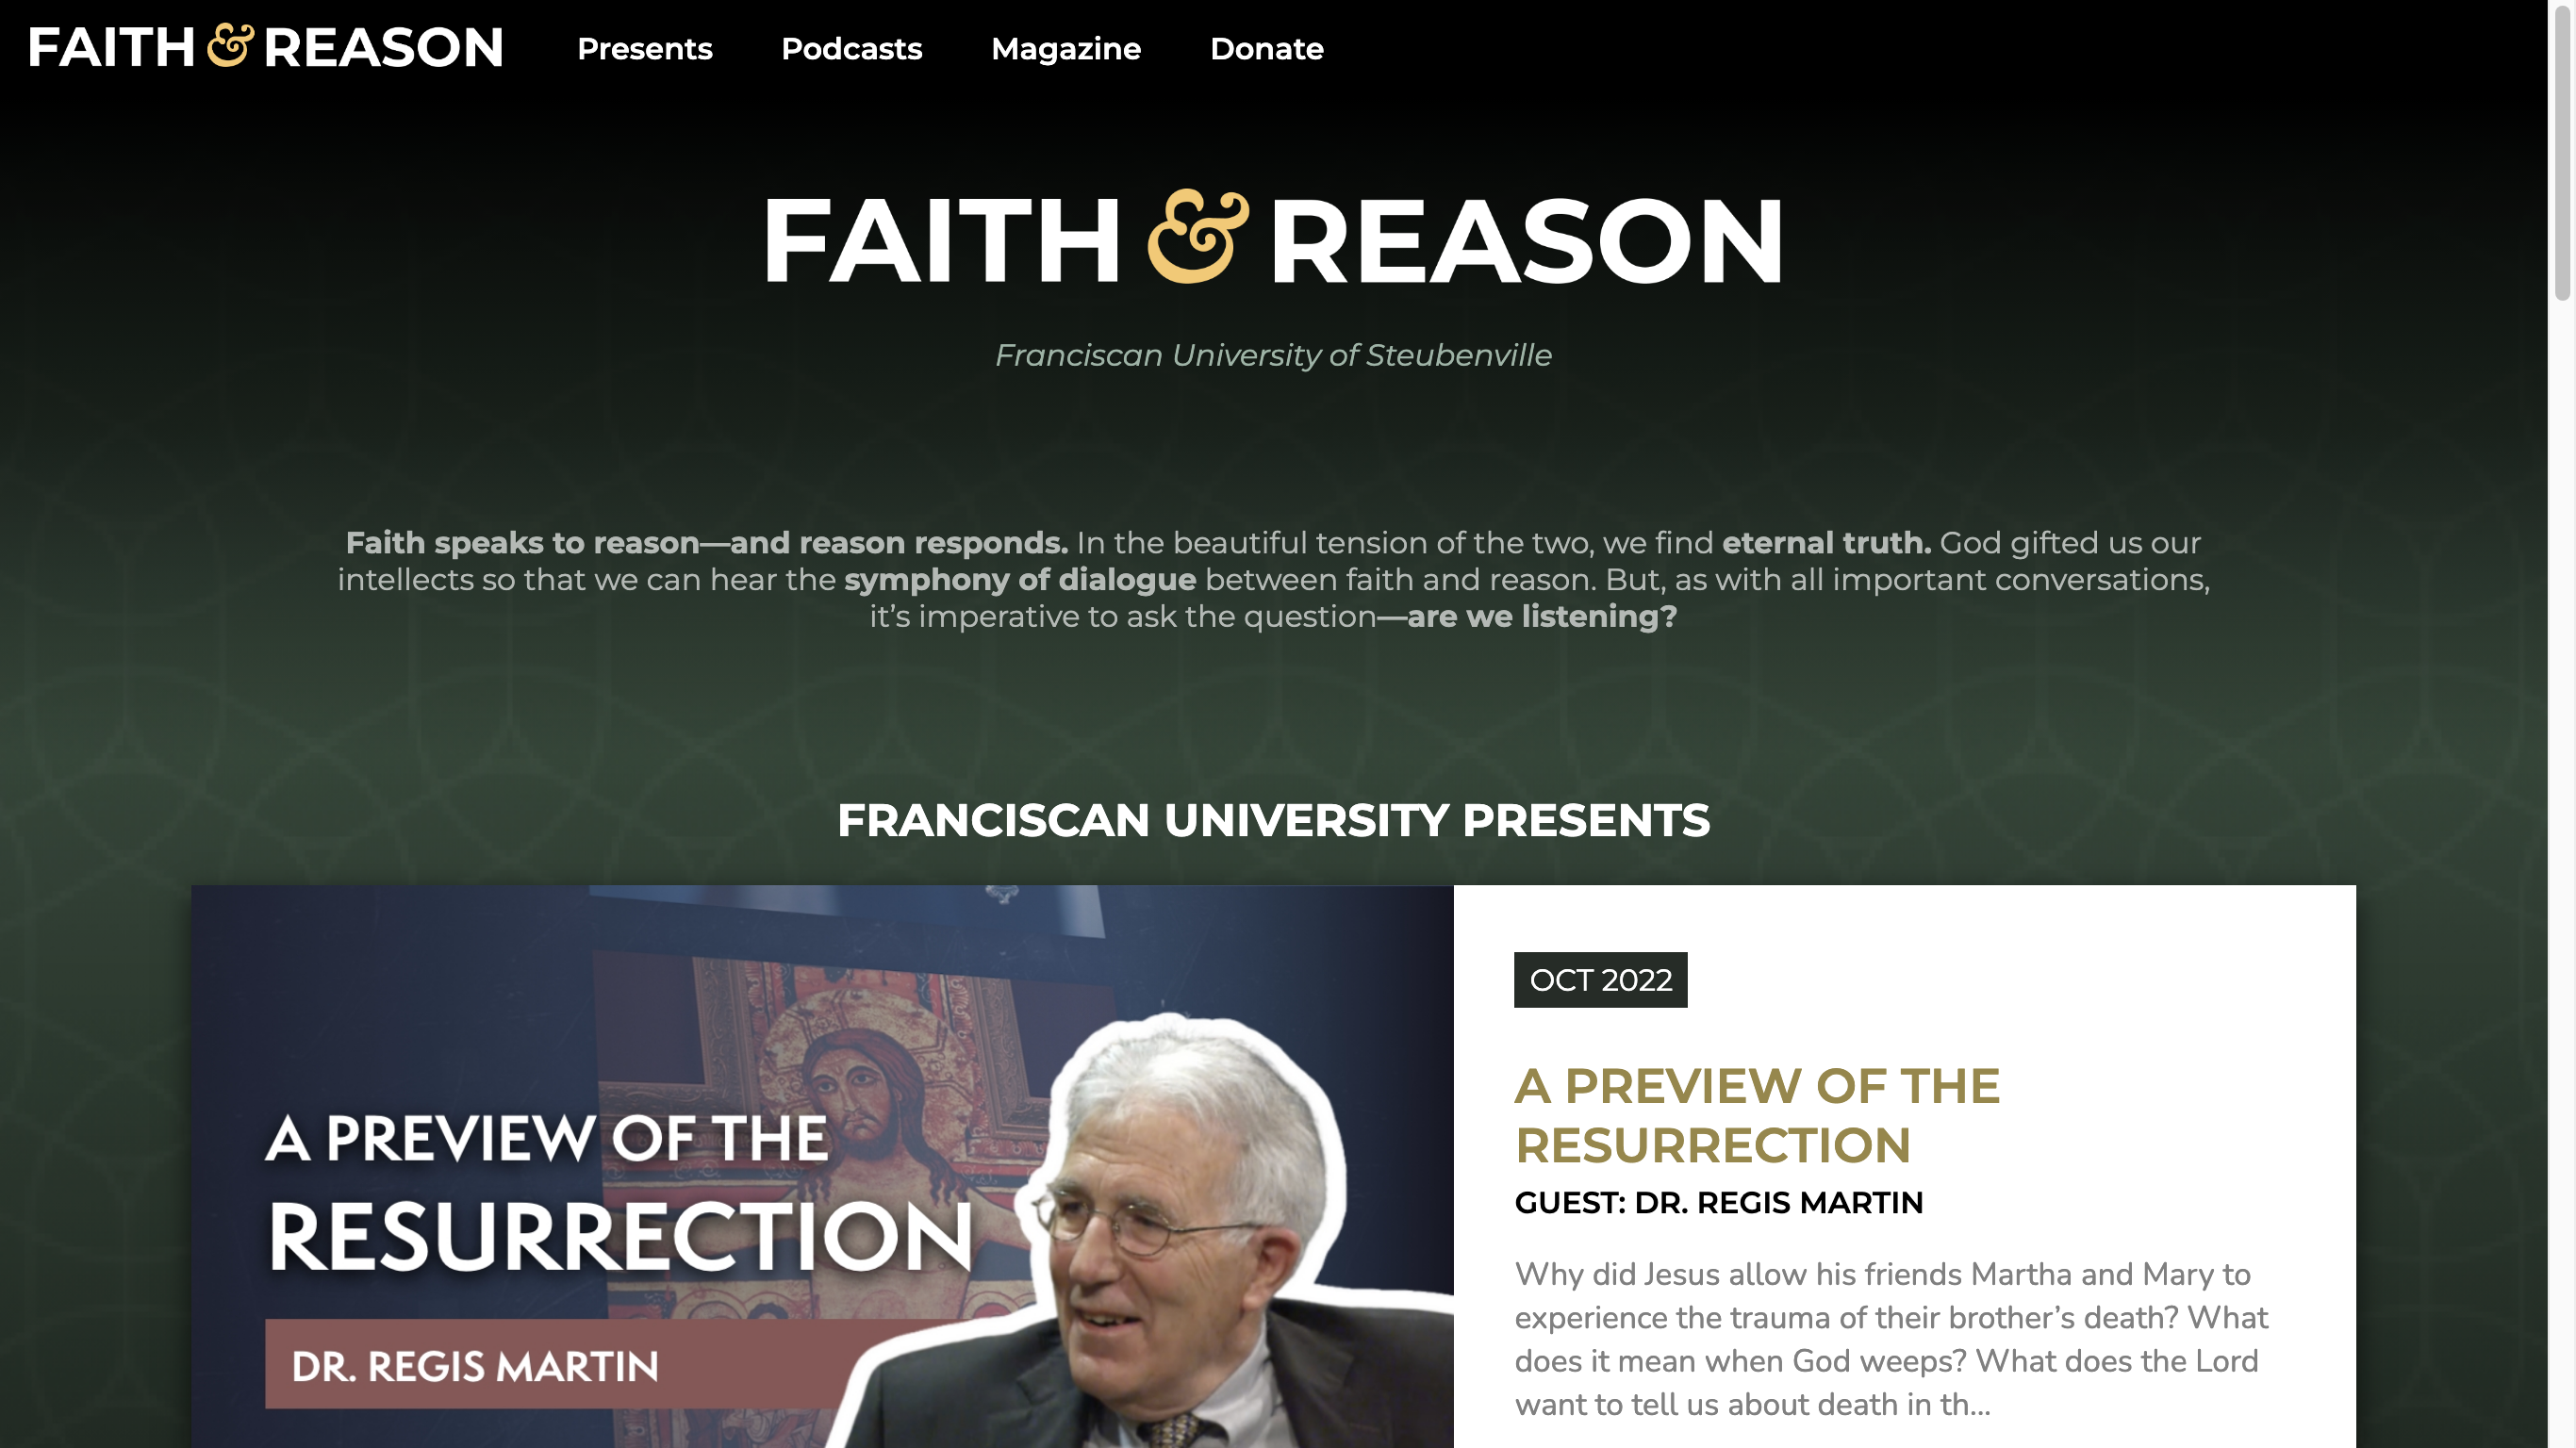 FAITH & REASON
Presents
Podcasts
Magazine
Donate
FAITH & REASON
Franciscan University of Steubenville
Faith speaks to reason—and reason responds. In the beautiful tension of the two, we find eternal truth. God gifted us our
intellects so that we can hear the symphony of dialogue between faith and reason. But, as with all important conversations,
it’s imperative to ask the question—are we listening?
FRANCISCAN UNIVERSITY PRESENTS
A PREVIEW OF THE
RESURRECTION
DR. REGIS MARTIN
OCT 2022
A PREVIEW OF THE
RESURRECTION
GUEST: DR. REGIS MARTIN
Why did Jesus allow his friends Martha and Mary to
experience the trauma of their brother’s death? What
does it mean when God weeps? What does the Lord
want to tell us about death in th...